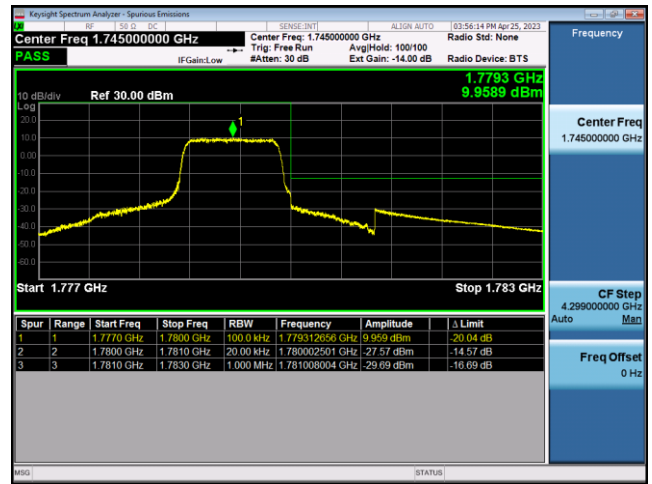 Keysight Spectrum Analyzer - Spurious Emissions
RF 50 Ω DC SENSE:INT ALIGN AUTO 03:56:14 PM Apr 25, 2023
Center Freq 1.745000000 GHz Center Freq: 1.745000000 GHz Radio Std: None
Trig: Free Run Avg|Hold: 100/100
PASS IFGain:Low #Atten: 30 dB Ext Gain: -14.00 dB Radio Device: BTS
Frequency
1.7793 GHz
10 dB/div Ref 30.00 dBm 9.9589 dBm
Log
20.0
1
10.0
0.00
-10.0
-20.0
-30.0
-40.0
-50.0
-60.0
Start 1.777 GHz Stop 1.783 GHz
Center Freq
1.745000000 GHz
CF Step
4.299000000 GHz
Auto Man
Freq Offset
0 Hz
Spur Range Start Freq Stop Freq RBW Frequency Amplitude Δ Limit
1 1 1.7770 GHz 1.7800 GHz 100.0 kHz 1.779312656 GHz 9.959 dBm -20.04 dB
2 2 1.7800 GHz 1.7810 GHz 20.00 kHz 1.780002501 GHz -27.57 dBm -14.57 dB
3 3 1.7810 GHz 1.7830 GHz 1.000 MHz 1.781008004 GHz -29.69 dBm -16.69 dB
MSG STATUS